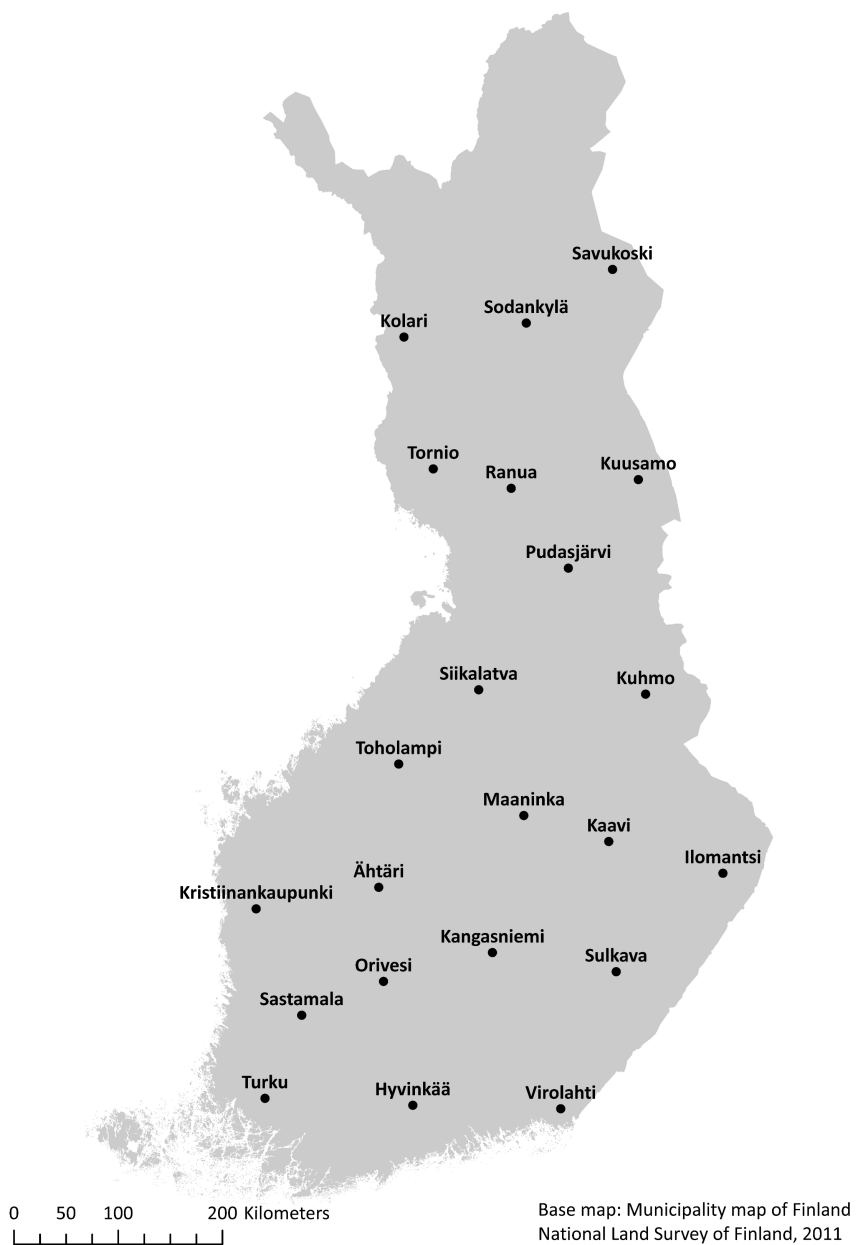 Savukoski
Sodankylä
Kolari
Tornio
Ranua
Kuusamo
Pudasjärvi
Siikalatva
Kuhmo
Toholampi
Maaninka
Kaavi
Ilomantsi
Ähtäri
Kristiinankaupunki
Kangasniemi
Sulkava
Orivesi
Sastamala
Turku
Hyvinkää
Virolahti
0 50 100 200 Kilometers
Base map: Municipality map of Finland
National Land Survey of Finland, 2011